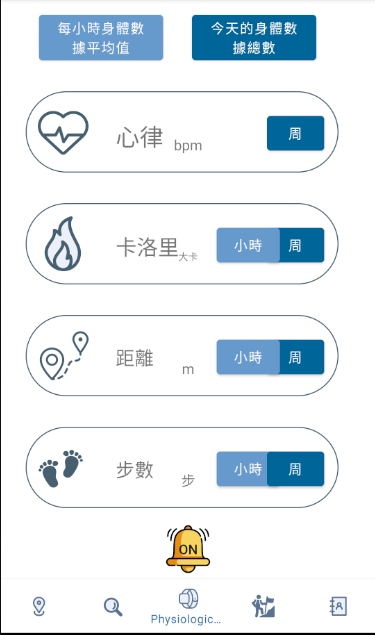 每小時身體數
據平均值
今天的身體數
據總數
心律 bpm 周
卡洛里 大卡 小時 周
距離 m 小時 周
步數 步 小時 周
ON
Physiologic…